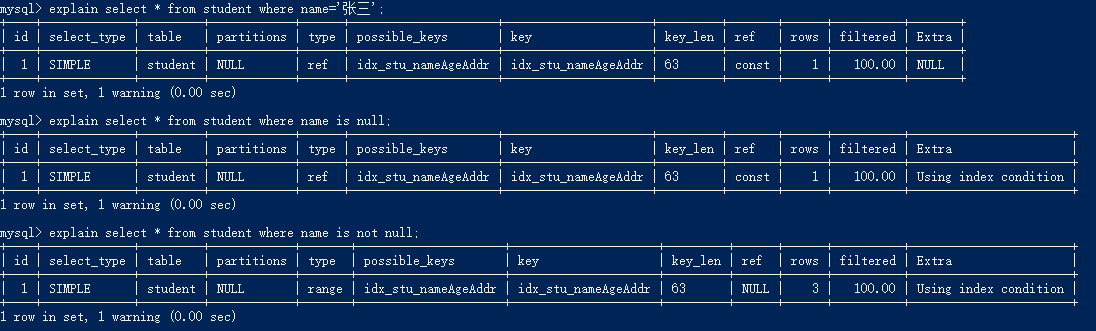 mysql> explain select * from student where name='张三';
+----+-------------+---------+------------+------+---------------------+---------------------+---------+-------+------+----------+-------+
| id | select_type | table | partitions | type | possible_keys | key | key_len | ref | rows | filtered | Extra |
| 1 | SIMPLE | student | NULL | ref | idx_stu_nameAgeAddr | idx_stu_nameAgeAddr | 63 | const | 1 | 100.00 | NULL |
1 row in set, 1 warning (0.00 sec)
mysql> explain select * from student where name is null;
| id | select_type | table | partitions | type | possible_keys | key | key_len | ref | rows | filtered | Extra |
| 1 | SIMPLE | student | NULL | ref | idx_stu_nameAgeAddr | idx_stu_nameAgeAddr | 63 | const | 1 | 100.00 | Using index condition |
1 row in set, 1 warning (0.00 sec)
mysql> explain select * from student where name is not null;
| id | select_type | table | partitions | type | possible_keys | key | key_len | ref | rows | filtered | Extra |
| 1 | SIMPLE | student | NULL | range | idx_stu_nameAgeAddr | idx_stu_nameAgeAddr | 63 | NULL | 3 | 100.00 | Using index condition |
1 row in set, 1 warning (0.00 sec)